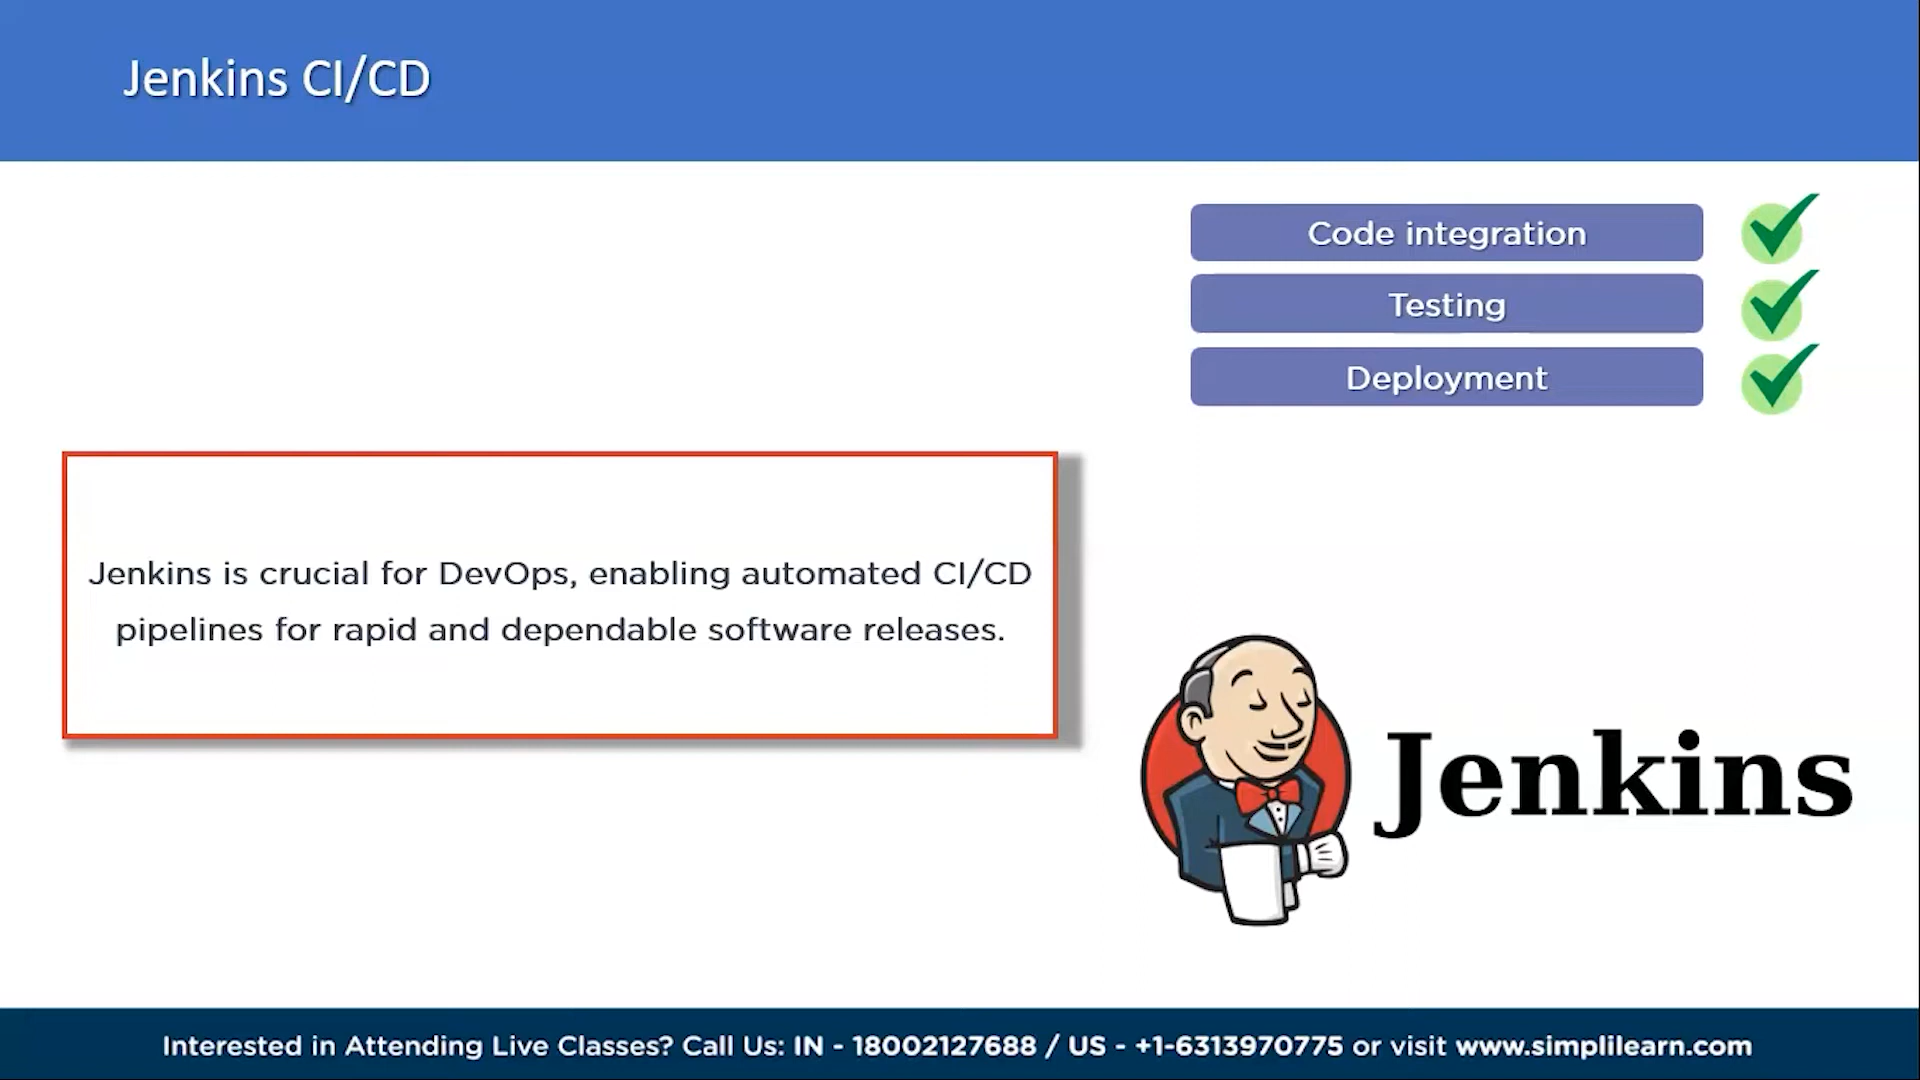 Jenkins CI/CD
Code integration
Testing
Deployment
Jenkins is crucial for DevOps, enabling automated CI/CD
pipelines for rapid and dependable software releases.
Jenkins
Interested in Attending Live Classes? Call Us: IN - 18002127688 / US - +1-6313970775 or visit www.simplilearn.com